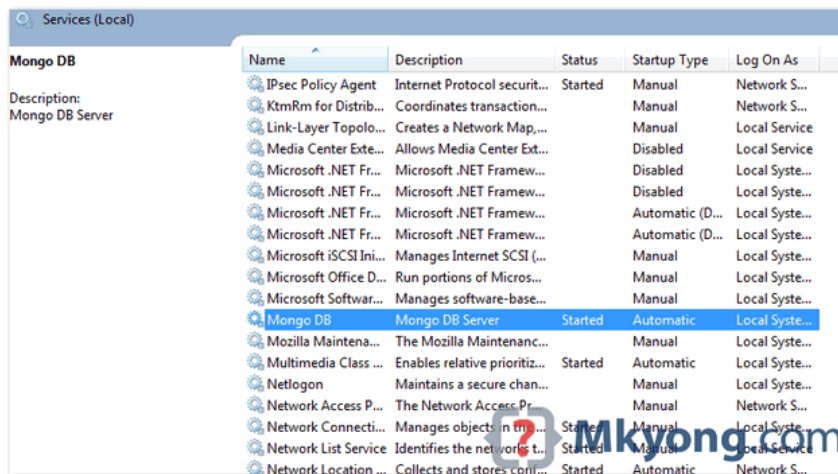 Services (Local)
Mongo DB
Description:
Mongo DB Server
Name Description Status Startup Type Log On As
IPsec Policy Agent Internet Protocol securit... Started Manual Network S...
KtmRm for Distrib... Coordinates transaction... Manual Network S...
Link-Layer Topolo... Creates a Network Map,... Manual Local Service
Media Center Exte... Allows Media Center Ext... Disabled Local Service
Microsoft .NET Fr... Microsoft .NET Framew... Disabled Local Syste...
Microsoft .NET Fr... Microsoft .NET Framew... Disabled Local Syste...
Microsoft .NET Fr... Microsoft .NET Framew... Automatic (D... Local Syste...
Microsoft .NET Fr... Microsoft .NET Framew... Automatic (D... Local Syste...
Microsoft iSCSI Ini... Manages Internet SCSI (... Manual Local Syste...
Microsoft Office D... Run portions of Micros... Manual Local Syste...
Microsoft Softwar... Manages software-base... Manual Local Syste...
Mongo DB Mongo DB Server Started Automatic Local Syste...
Mozilla Maintena... The Mozilla Maintenanc... Manual Local Syste...
Multimedia Class ... Enables relative prioritiz... Started Automatic Local Syste...
Netlogon Maintains a secure chan... Manual Local Syste...
Network Access P... The Network Access Pr... Manual Network S...
Network Connecti... Manages objects in the ... Started Manual Local Syste...
Network List Service Identifies the networks t... Started Manual Local Service
Network Location ... Collects and stores conf... Started Automatic Network S...
Mkyong.com